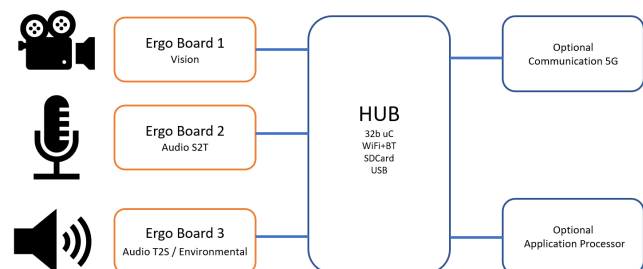 Ergo Board 1
Vision
Ergo Board 2
Audio S2T
Ergo Board 3
Audio T2S / Environmental
HUB
32b uC
WiFi+BT
SDCard
USB
Optional
Communication 5G
Optional
Application Processor